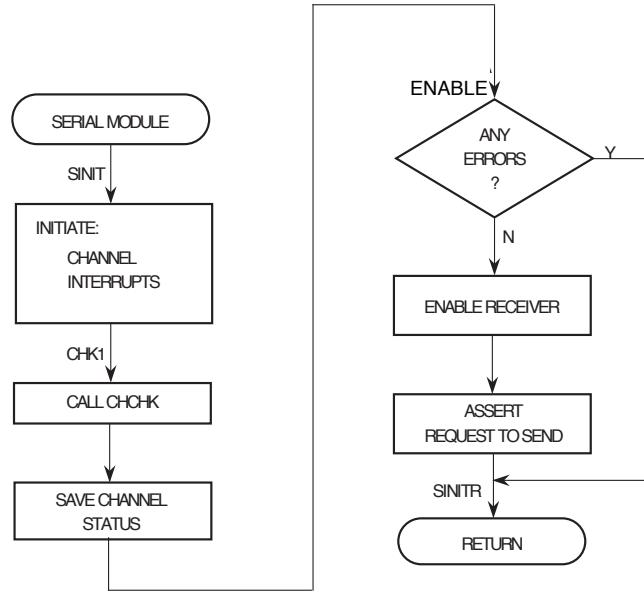 SERIAL MODULE
SINIT
INITIATE:
CHANNEL
INTERRUPTS
CHK1
CALL CHCHK
SAVE CHANNEL
STATUS
ENABLE
ANY
ERRORS
?
Y
N
ENABLE RECEIVER
ASSERT
REQUEST TO SEND
SINITR
RETURN